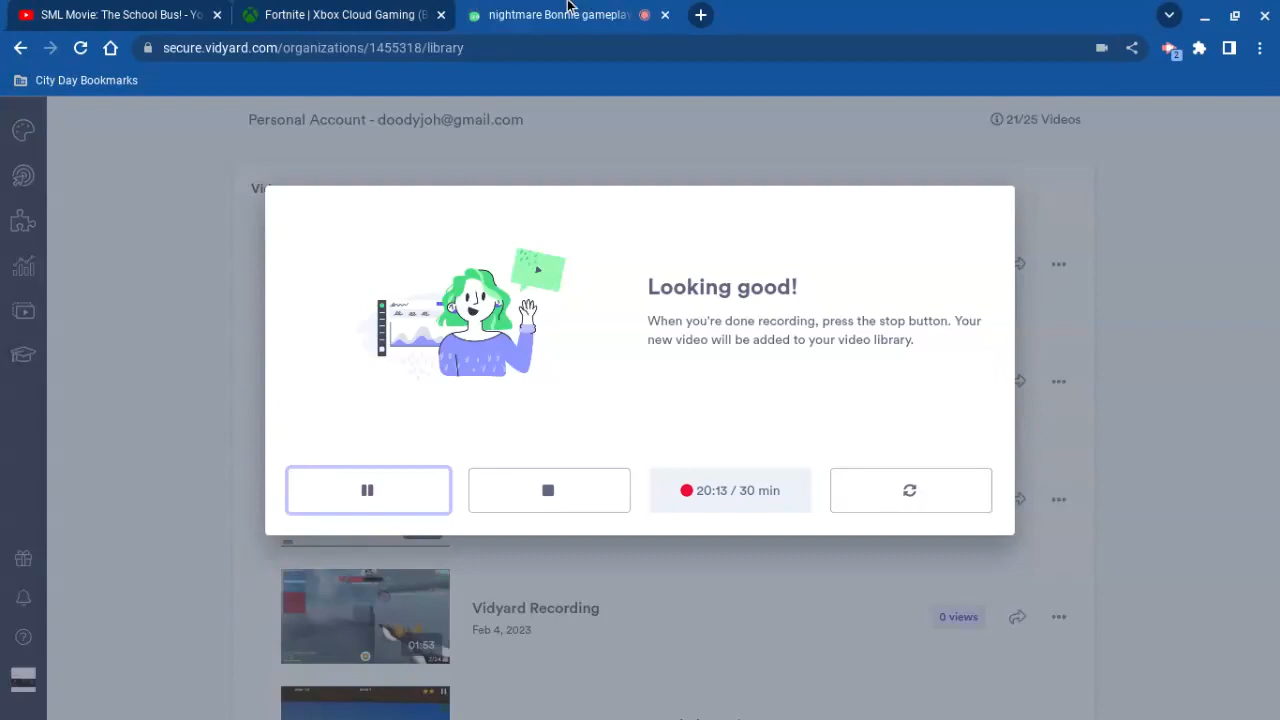 SML Movie: The School Bus! - Yo
Fortnite | Xbox Cloud Gaming (B
nightmare Bonnie gameplay
secure.vidyard.com/organizations/1455318/library
2
City Day Bookmarks
Personal Account - doodyjoh@gmail.com
21/25 Videos
Vi
Looking good!
When you're done recording, press the stop button. Your
new video will be added to your video library.
20:13 / 30 min
Vidyard Recording
Feb 4, 2023
0 views
01:53